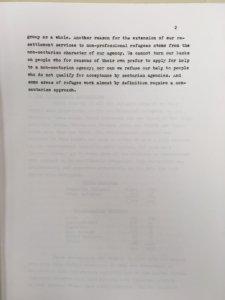 2
group as a whole. Another reason for the extension of our re-
settlement services to non-professional refugees stems from the
non-sectarian character of our agency. We cannot turn our backs
on people who for reasons of their own prefer to apply for help
to a non-sectarian agency; nor can we refuse our help to people
who do not qualify for acceptance by sectarian agencies. And
some areas of refugee work almost by definition require a non-
sectarian approach.